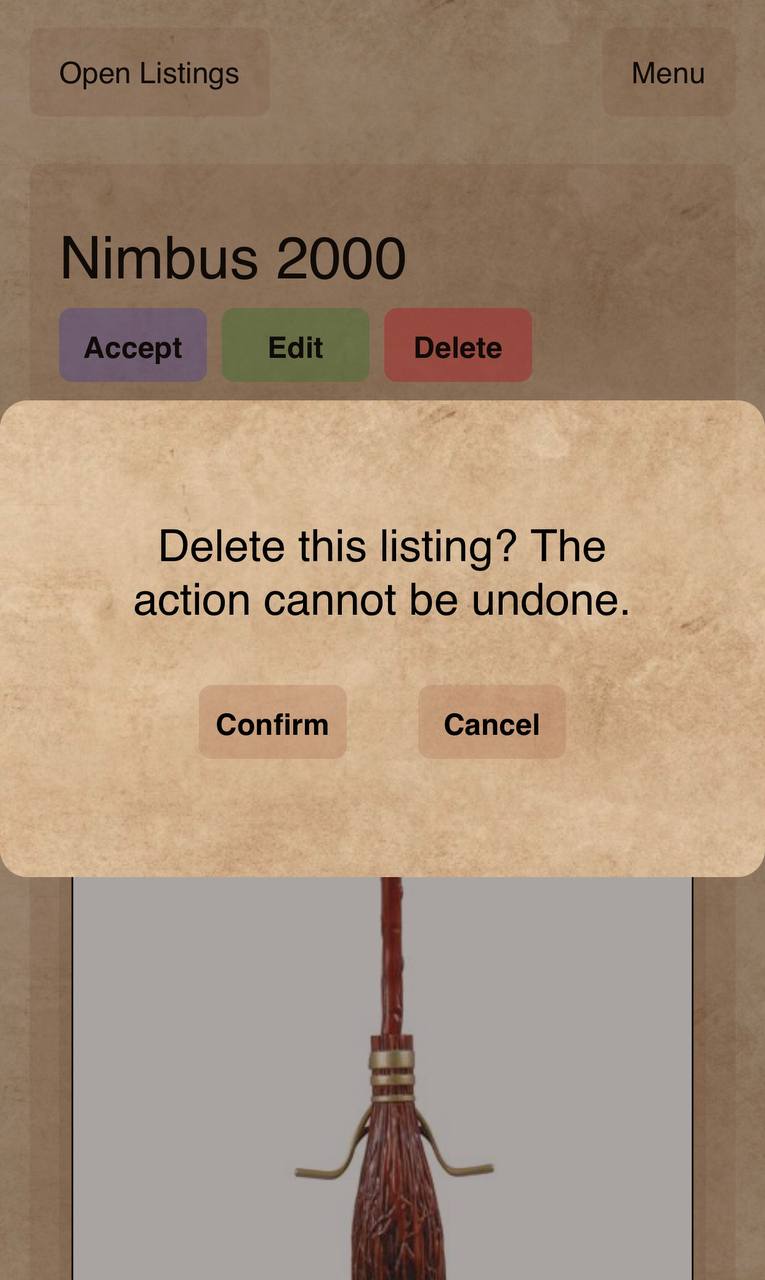 Open Listings
Menu
Nimbus 2000
Accept
Edit
Delete
Delete this listing? The
action cannot be undone.
Confirm
Cancel